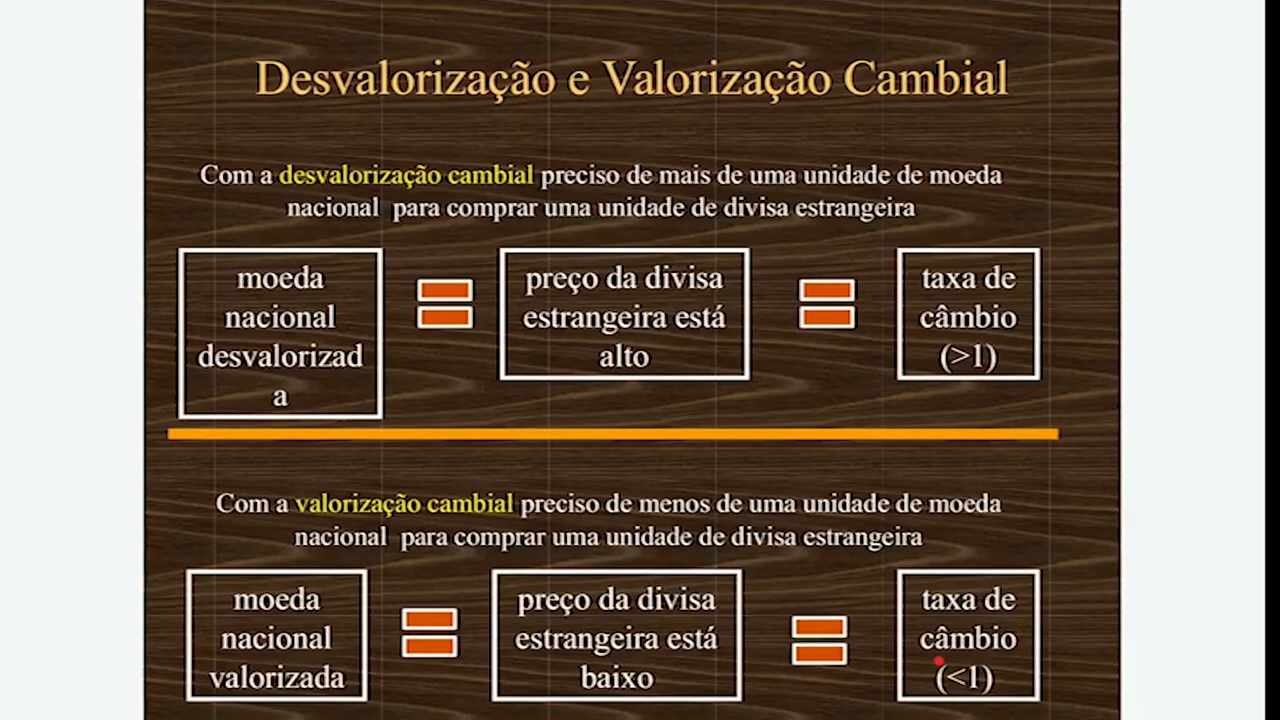 Desvalorização e Valorização Cambial
Com a desvalorização cambial preciso de mais de uma unidade de moeda
nacional para comprar uma unidade de divisa estrangeira
moeda
nacional
desvalorizad
a
preço da divisa
estrangeira está
alto
taxa de
câmbio
(>1)
Com a valorização cambial preciso de menos de uma unidade de moeda
nacional para comprar uma unidade de divisa estrangeira
moeda
nacional
valorizada
preço da divisa
estrangeira está
baixo
taxa de
câmbio
(<1)